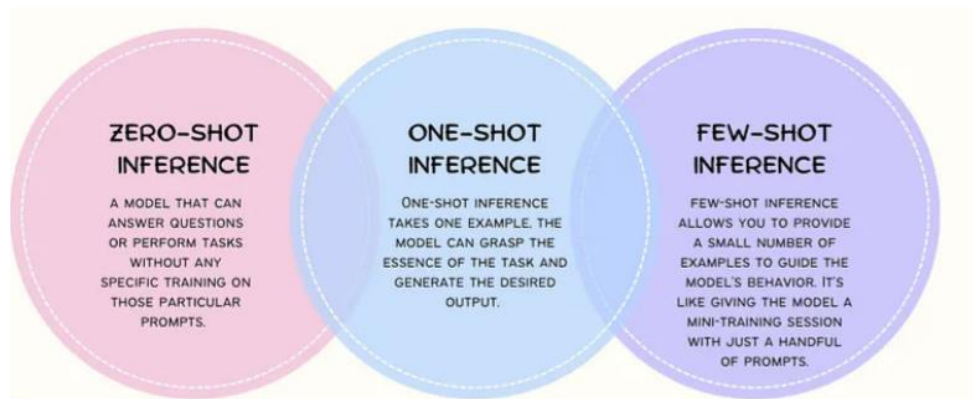 ZERO-SHOT
INFERENCE
A MODEL THAT CAN
ANSWER QUESTIONS
OR PERFORM TASKS
WITHOUT ANY
SPECIFIC TRAINING ON
THOSE PARTICULAR
PROMPTS.
ONE-SHOT
INFERENCE
ONE-SHOT INFERENCE
TAKES ONE EXAMPLE. THE
MODEL CAN GRASP THE
ESSENCE OF THE TASK AND
GENERATE THE DESIRED
OUTPUT.
FEW-SHOT
INFERENCE
FEW-SHOT INFERENCE
ALLOWS YOU TO PROVIDE
A SMALL NUMBER OF
EXAMPLES TO GUIDE THE
MODEL'S BEHAVIOR. IT'S
LIKE GIVING THE MODEL A
MINI-TRAINING SESSION
WITH JUST A HANDFUL
OF PROMPTS.